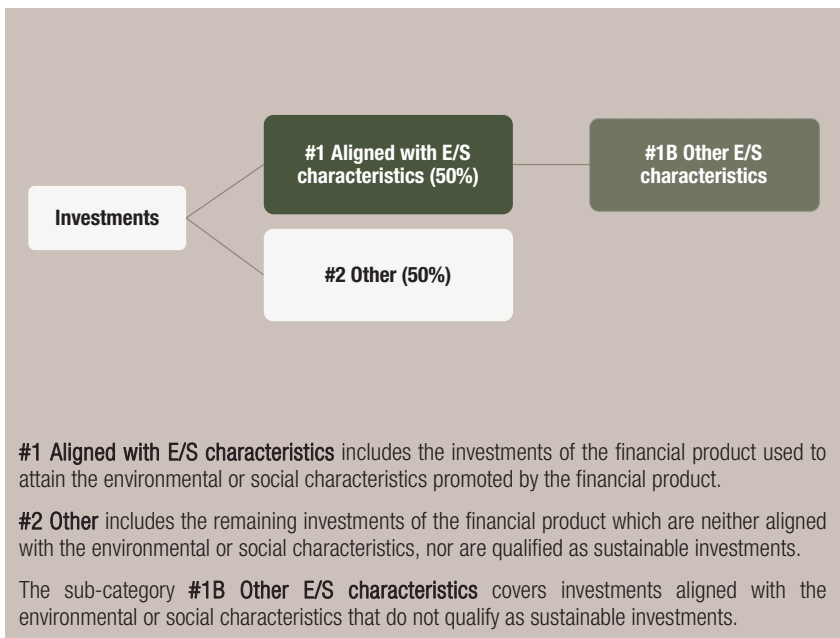 #1 Aligned with E/S
characteristics (50%)
#1B Other E/S
characteristics
Investments
#2 Other (50%)
#1 Aligned with E/S characteristics includes the investments of the financial product used to
attain the environmental or social characteristics promoted by the financial product.
#2 Other includes the remaining investments of the financial product which are neither aligned
with the environmental or social characteristics, nor are qualified as sustainable investments.
The sub-category #1B Other E/S characteristics covers investments aligned with the
environmental or social characteristics that do not qualify as sustainable investments.